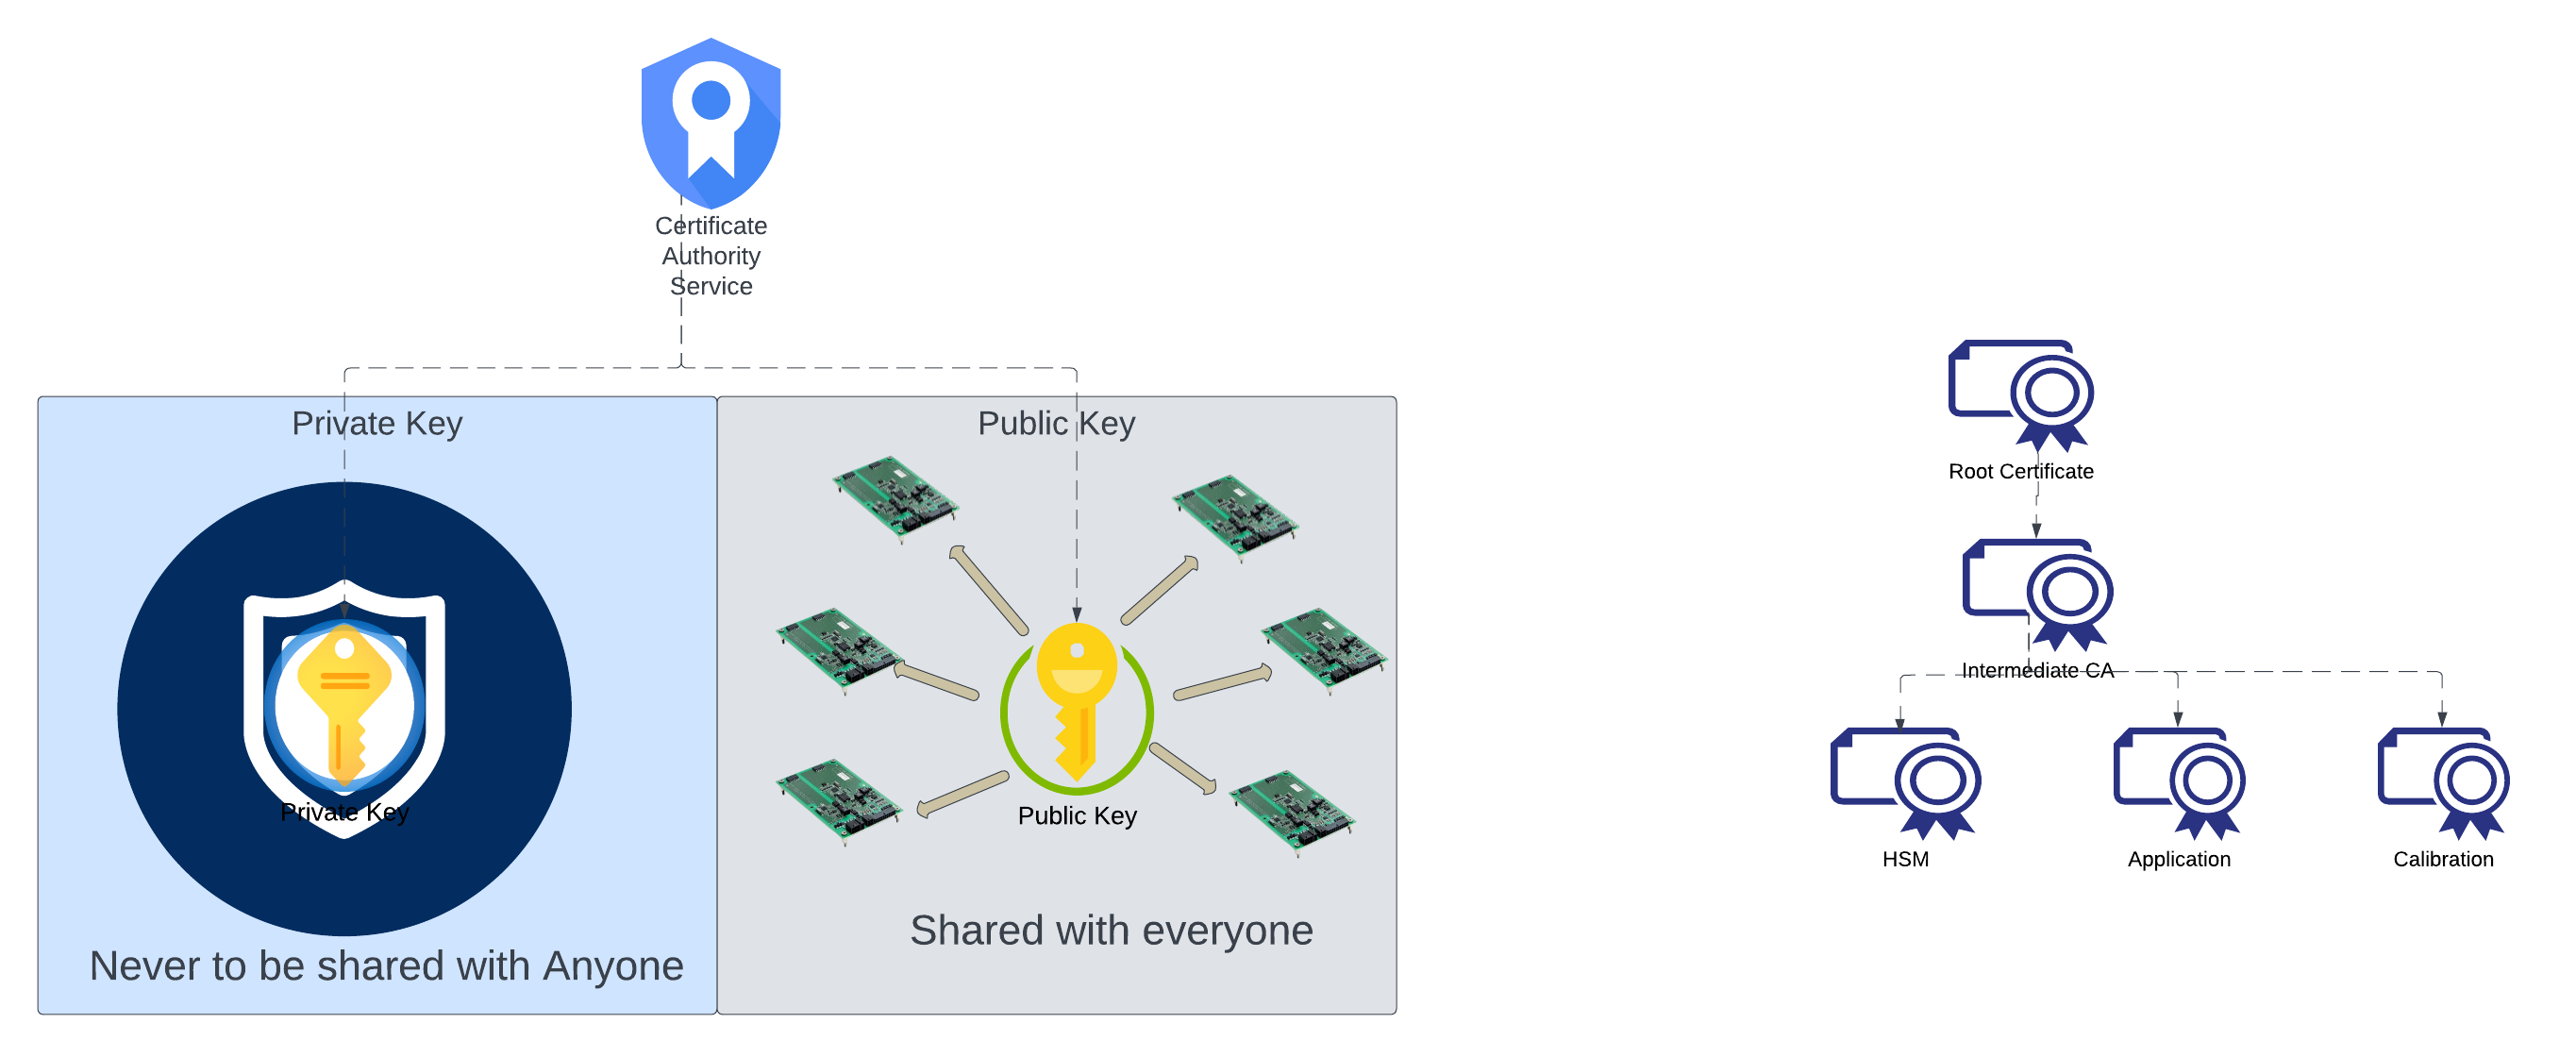 Certificate
Authority
Service
Private Key
Public Key
Private Key
Public Key
Shared with everyone
Never to be shared with Anyone
Root Certificate
Intermediate CA
HSM
Application
Calibration